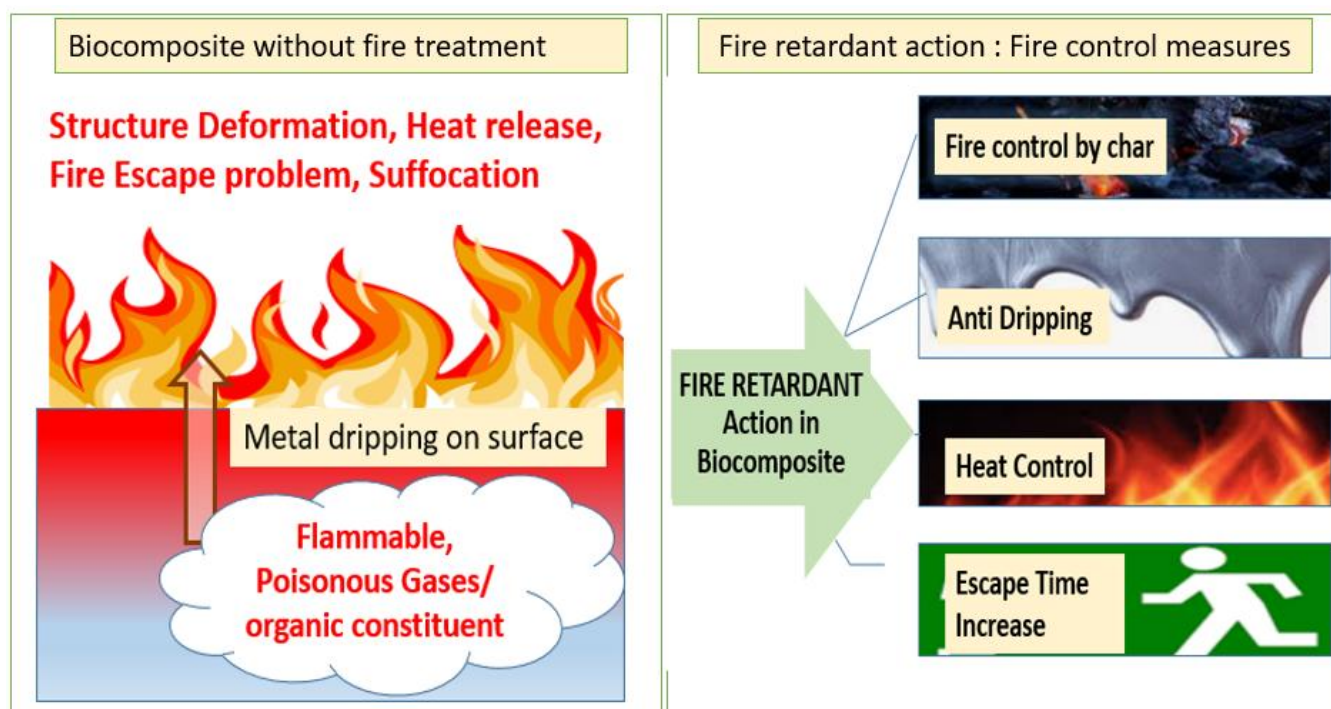 Biocomposite without fire treatment
Structure Deformation, Heat release,
Fire Escape problem, Suffocation
Metal dripping on surface
Flammable,
Poisonous Gases/
organic constituent
Fire retardant action : Fire control measures
FIRE RETARDANT
Action in
Biocomposite
Fire control by char
Anti Dripping
Heat Control
Escape Time
Increase